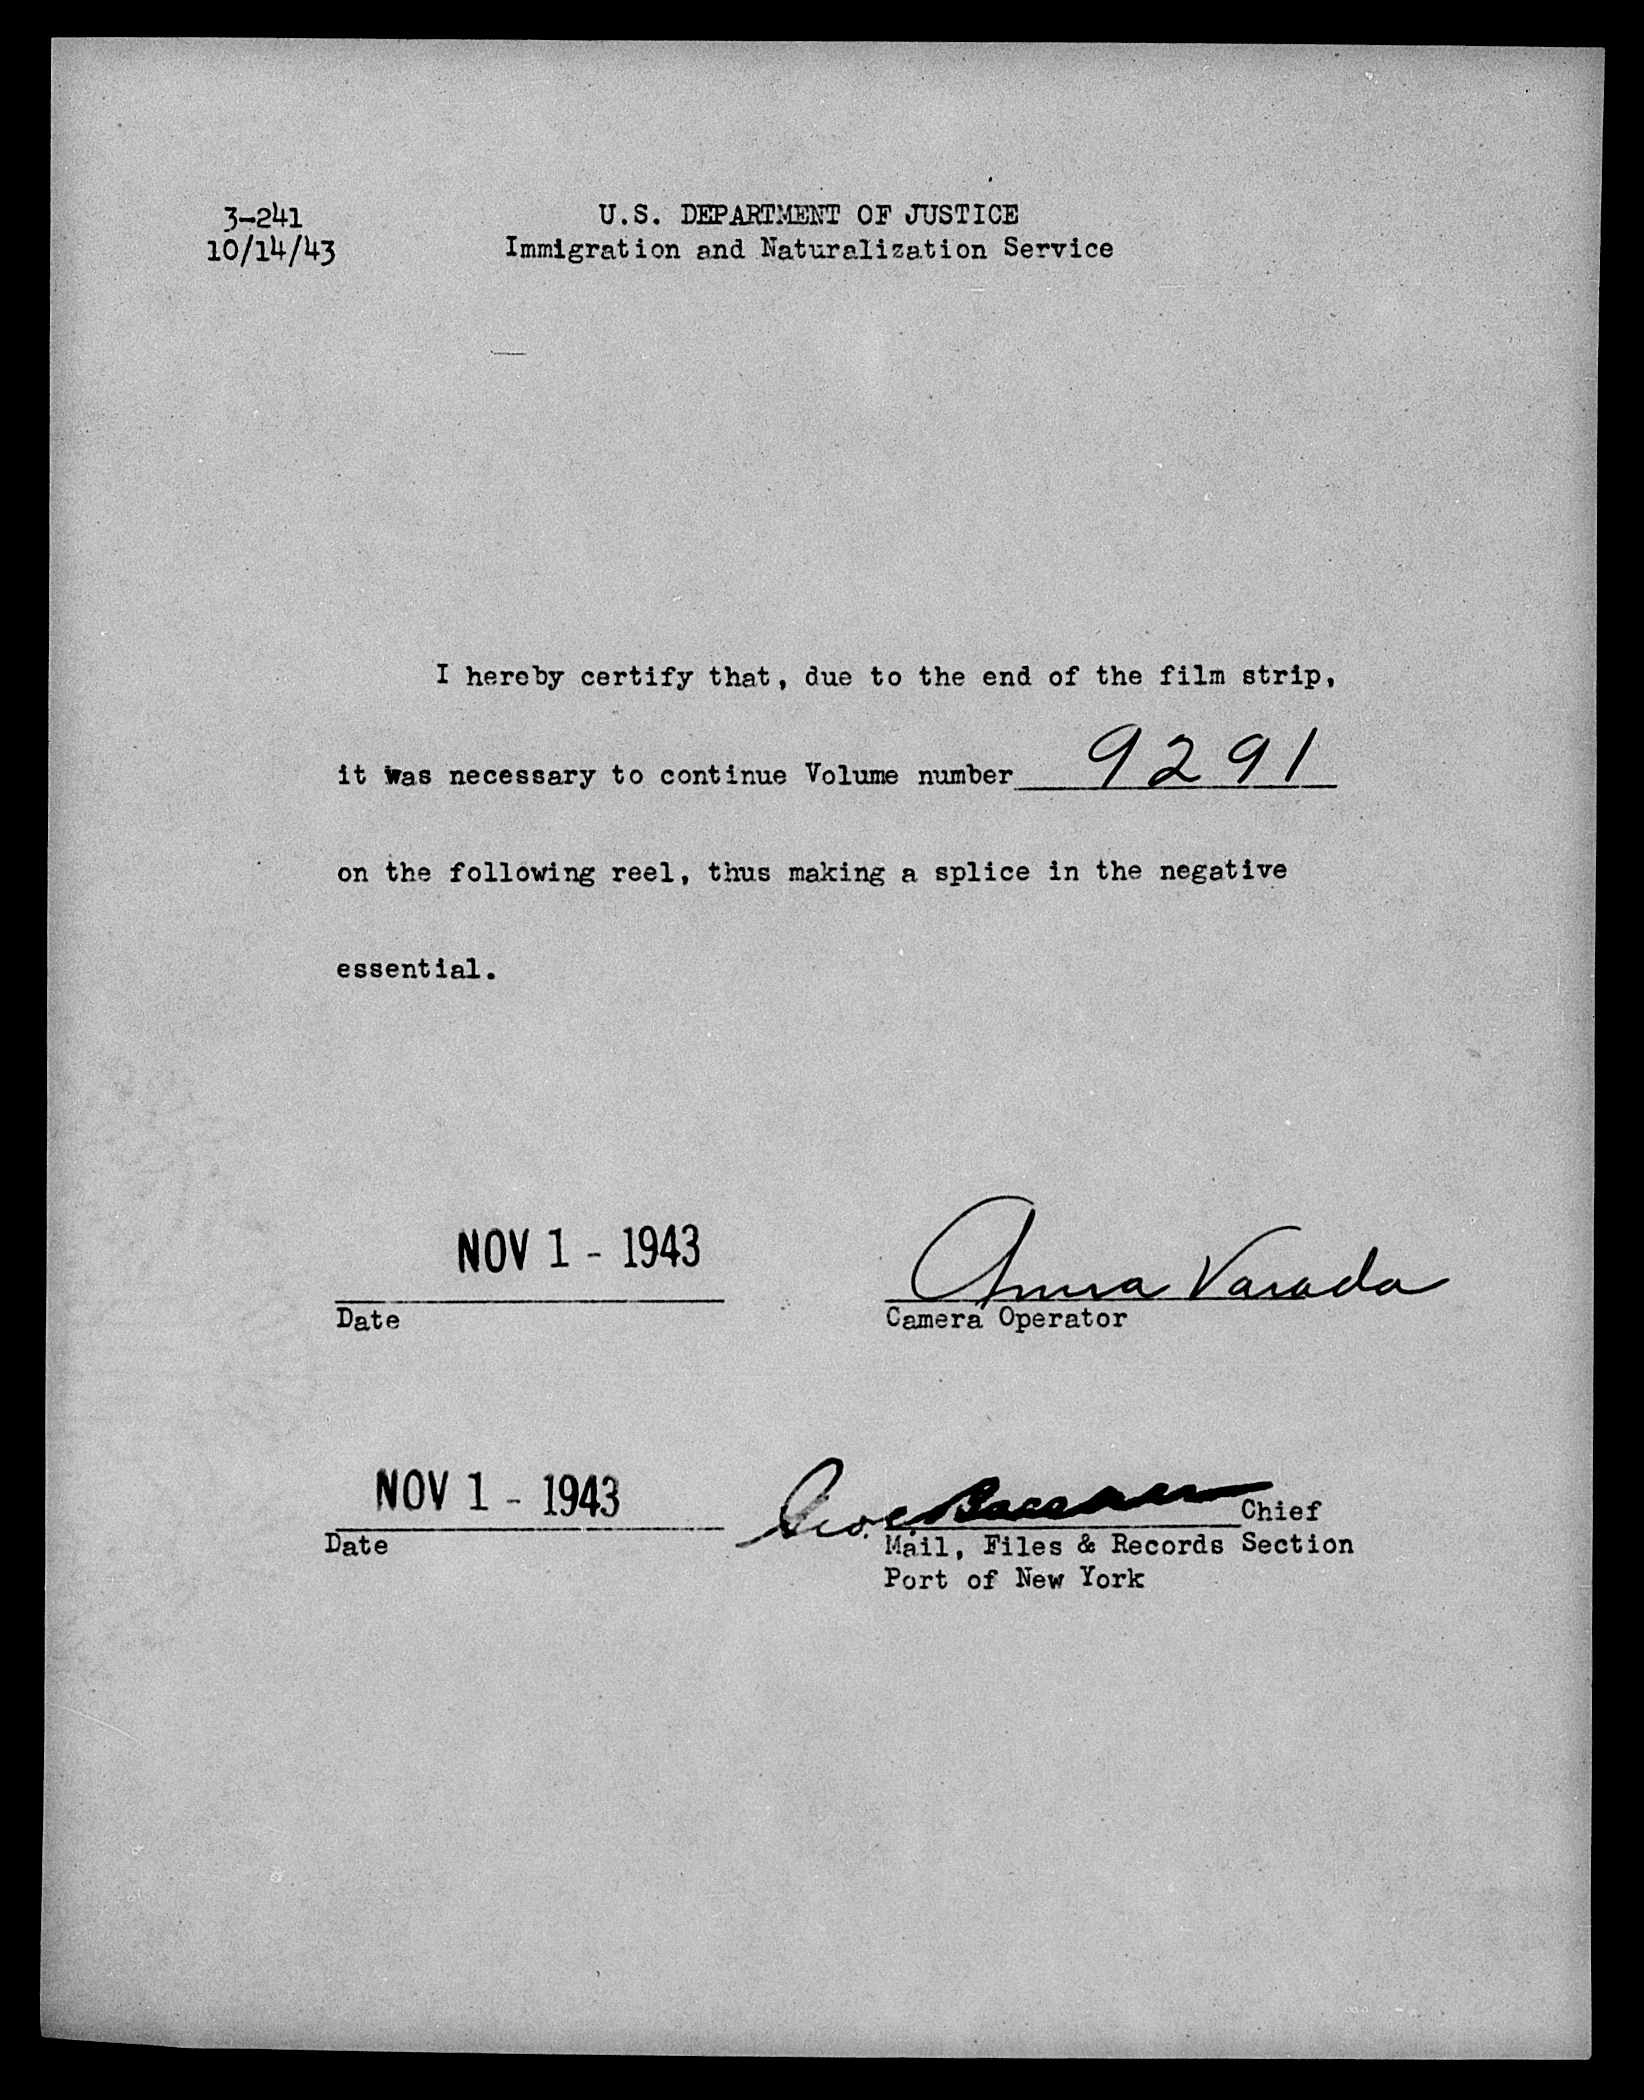 3-241
10/14/43
U.S. DEPARTMENT OF JUSTICE
Immigration and Naturalization Service
I hereby certify that, due to the end of the film strip,
it was necessary to continue Volume number 9291
on the following reel, thus making a splice in the negative
essential.
NOV 1 - 1943
Anna Varada
Date
Camera Operator
NOV 1 - 1943
Geo.
Chief
Date
Mail, Files & Records Section
Port of New York